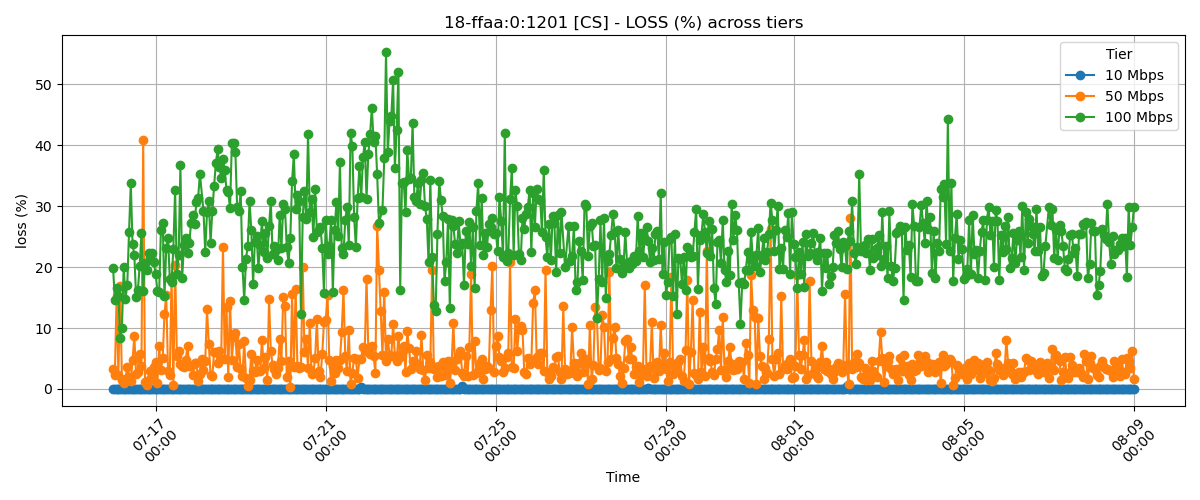 18-ffaa:0:1201 [CS] - LOSS (%) across tiers
Tier
10 Mbps
50 Mbps
100 Mbps
loss (%)
50
40
30
20
10
0
07-17
00:00
07-21
00:00
07-25
00:00
07-29
00:00
08-01
00:00
08-05
00:00
08-09
00:00
Time